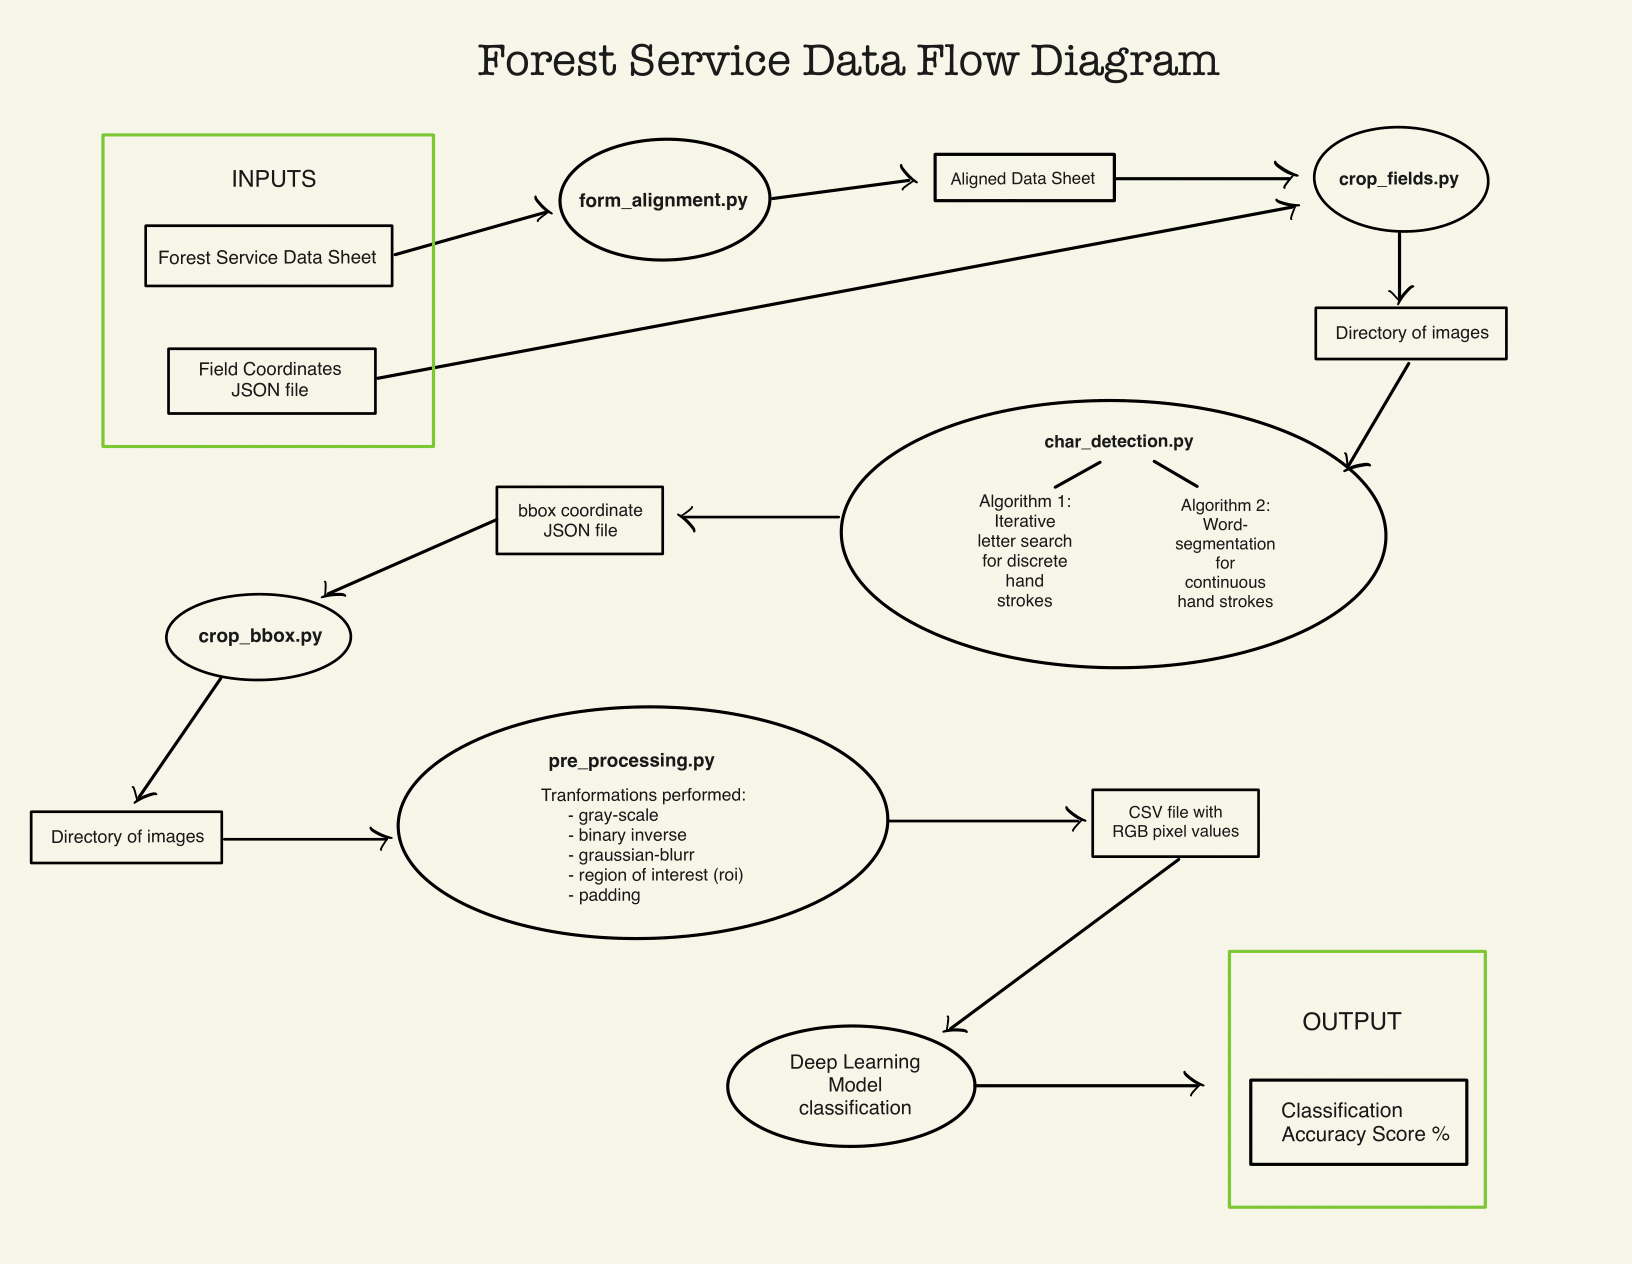 Forest Service Data Flow Diagram
INPUTS
Forest Service Data Sheet
Field Coordinates
JSON file
form_alignment.py
Aligned Data Sheet
crop_fields.py
Directory of images
char_detection.py
Algorithm 1:
Iterative
letter search
for discrete
hand
strokes
Algorithm 2:
Word-
segmentation
for
continuous
hand strokes
bbox coordinate
JSON file
crop_bbox.py
Directory of images
pre_processing.py
Tranformations performed:
- gray-scale
- binary inverse
- graussian-blurr
- region of interest (roi)
- padding
CSV file with
RGB pixel values
Deep Learning
Model
classification
OUTPUT
Classification
Accuracy Score %